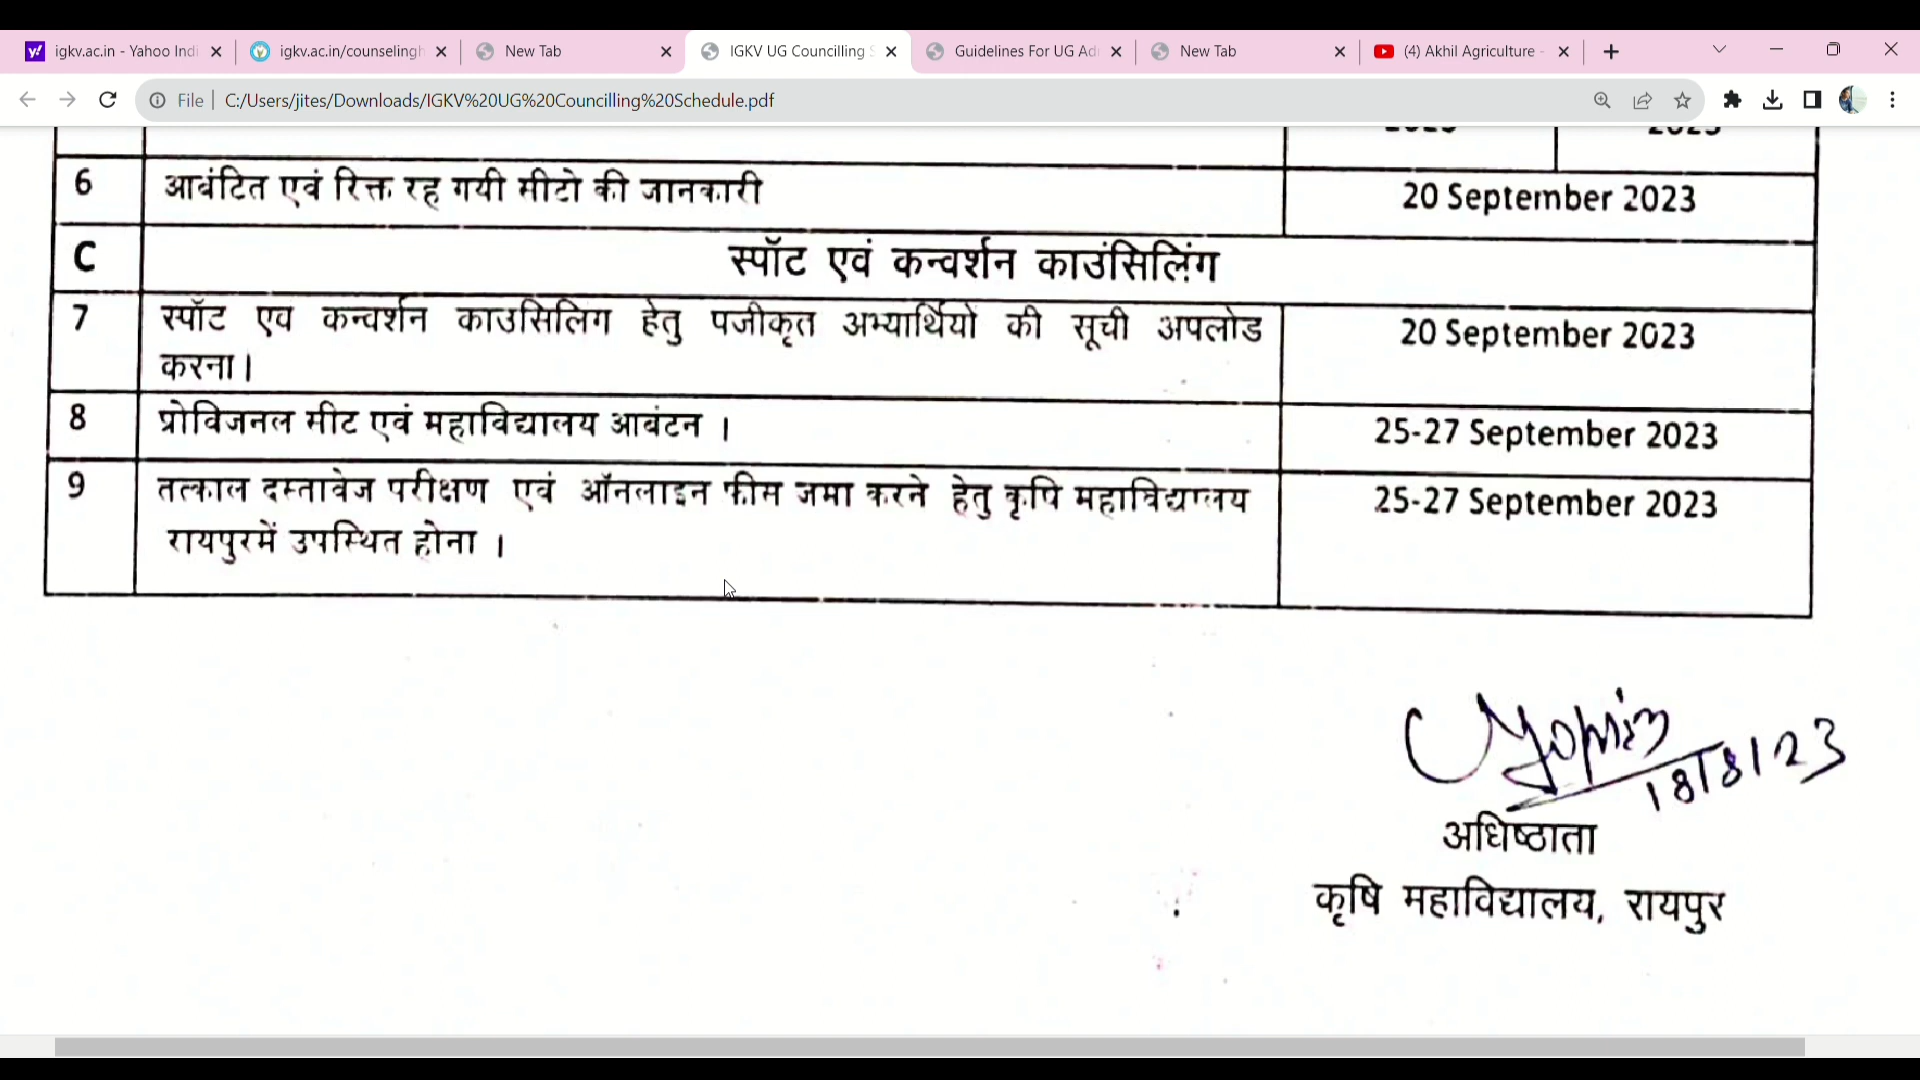 igkv.ac.in - Yahoo Indi
igkv.ac.in/counselingh
New Tab
IGKV UG Councilling S
Guidelines For UG Ad
New Tab
(4) Akhil Agriculture -
File C:/Users/jites/Downloads/IGKV%20UG%20Councilling%20Schedule.pdf
2023 2023
6 आबंटित एवं रिक्त रह गयी सीटो की जानकारी 20 September 2023
C स्पॉट एवं कन्वर्शन काउंसिलिंग
7 स्पॉट एव कन्वर्शन काउसिलिग हेतु पजीकृत अभ्यार्थियो की सूची अपलोड 20 September 2023
करना।
8 प्रोविजनल सीट एवं महाविद्यालय आबंटन । 25-27 September 2023
9 तत्काल दस्तावेज परीक्षण एवं ऑनलाइन फीस जमा करने हेतु कृषि महाविद्यालय 25-27 September 2023
रायपुरमें उपस्थित होना ।
18/8/23
अधिष्ठाता
कृषि महाविद्यालय, रायपुर